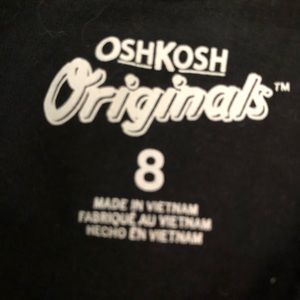 OSHKOSH
Originals™
8
MADE IN VIETNAM
FABRIQUÉ AU VIETNAM
HECHO EN VIETNAM